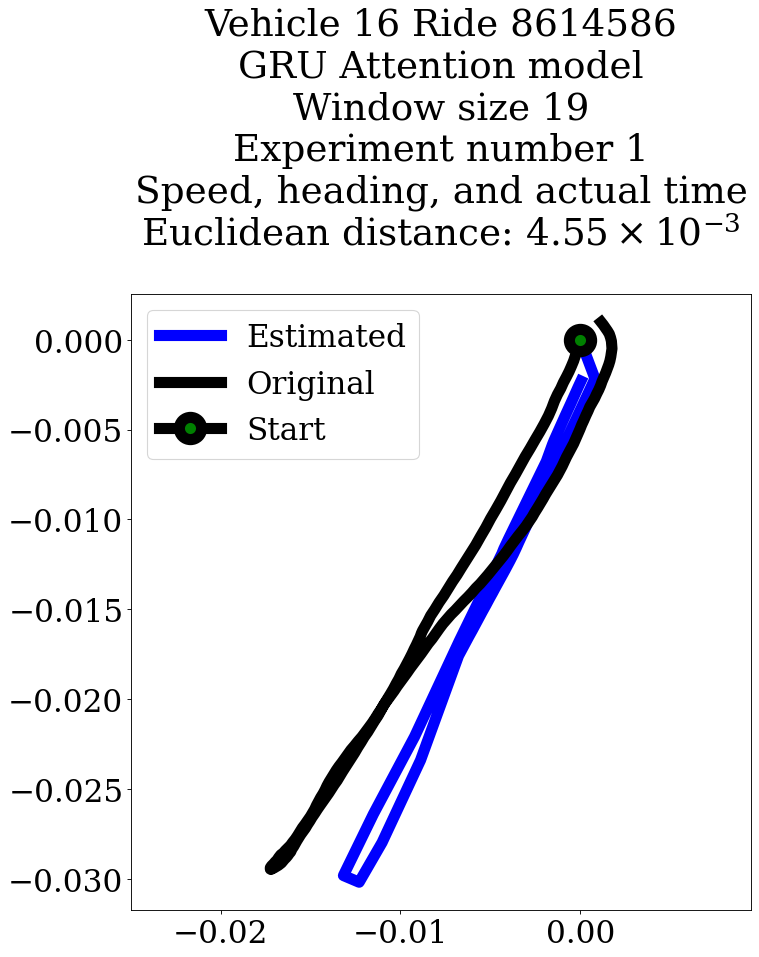 Vehicle 16 Ride 8614586
GRU Attention model
Window size 19
Experiment number 1
Speed, heading, and actual time
Euclidean distance: 4.55 × 10⁻³
Estimated
Original
Start
0.000
−0.005
−0.010
−0.015
−0.020
−0.025
−0.030
−0.02
−0.01
0.00